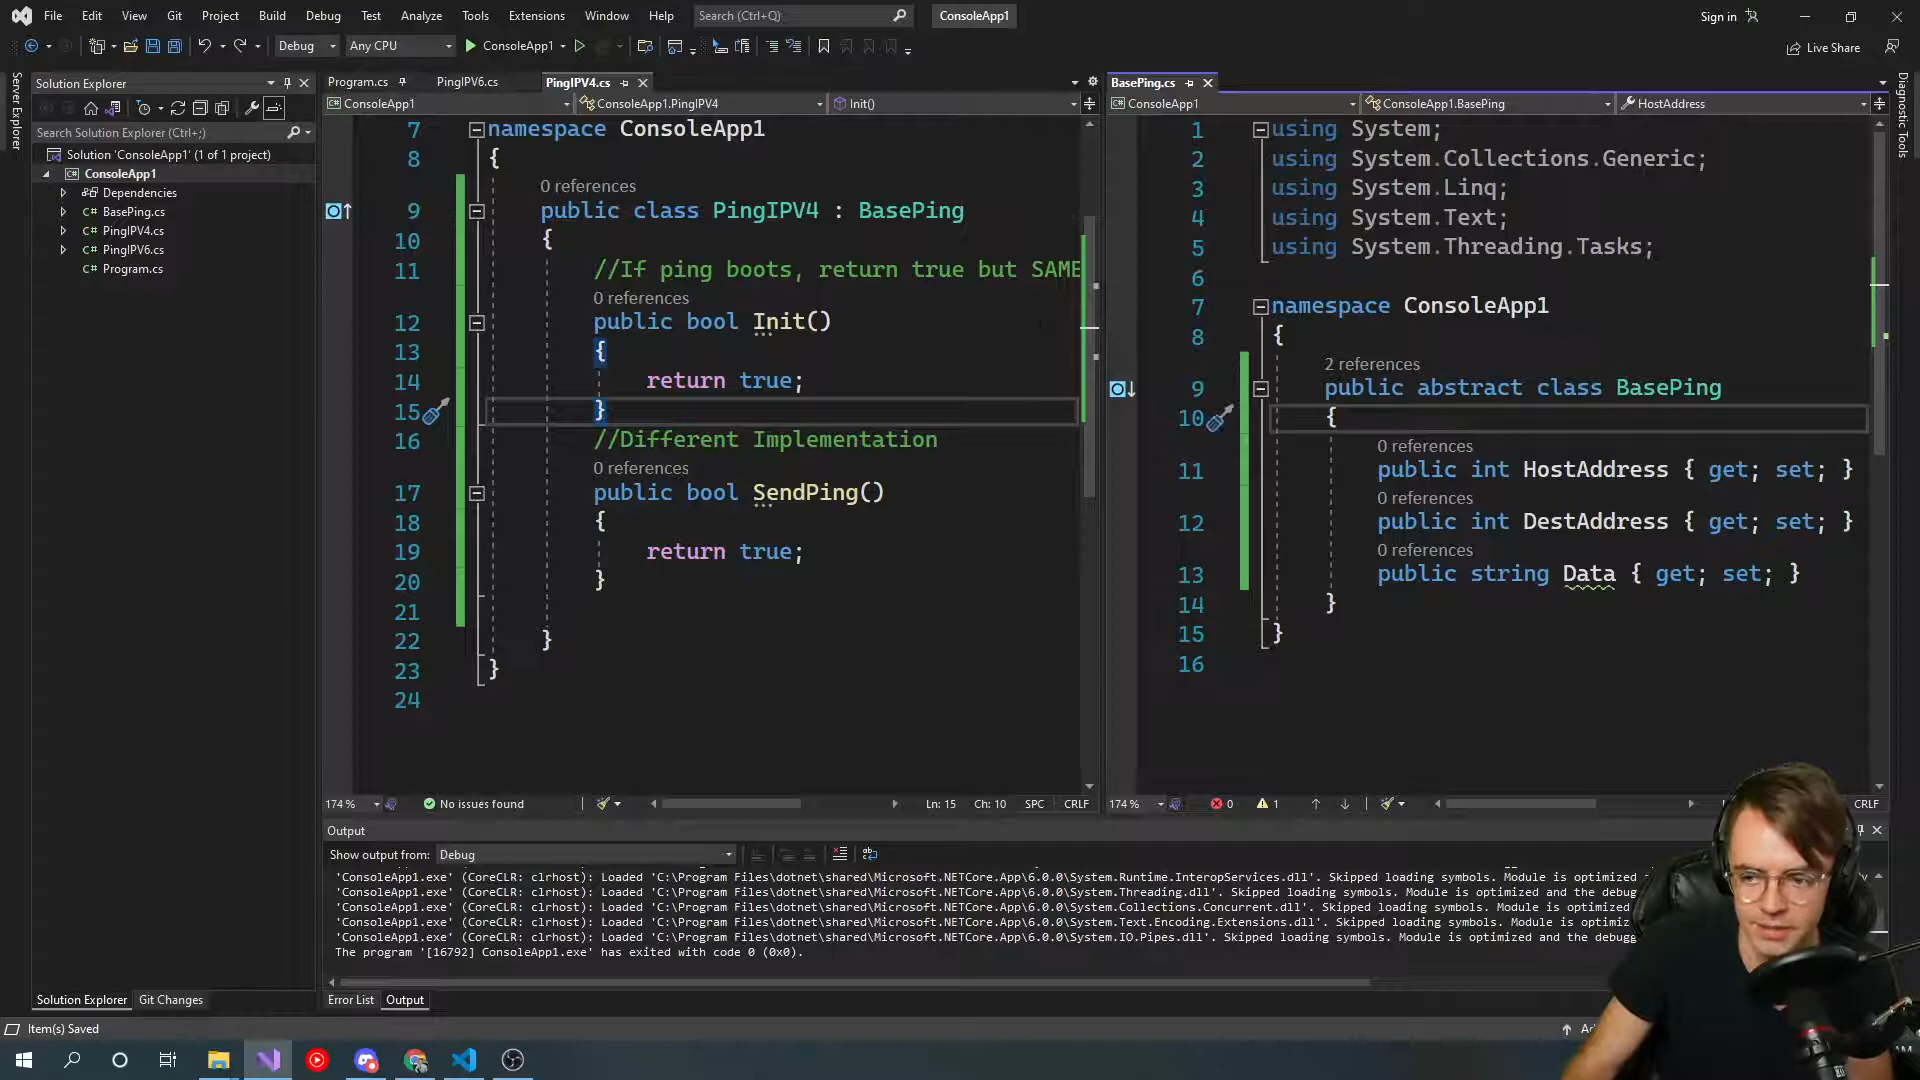 File Edit View Git Project Build Debug Test Analyze Tools Extensions Window Help Search (Ctrl+Q) ConsoleApp1 Sign in
Debug Any CPU ConsoleApp1 Live Share
Server Explorer
Solution Explorer
Search Solution Explorer (Ctrl+;)
Solution 'ConsoleApp1' (1 of 1 project)
ConsoleApp1
Dependencies
C# BasePing.cs
C# PingIPV4.cs
C# PingIPV6.cs
C# Program.cs
Solution Explorer Git Changes
Program.cs PingIPV6.cs PingIPV4.cs
C# ConsoleApp1 ConsoleApp1.PingIPV4 Init()
7 namespace ConsoleApp1
8 {
0 references
9 public class PingIPV4 : BasePing
10 {
11 //If ping boots, return true but SAME
0 references
12 public bool Init()
13 {
14 return true;
15 }
16 //Different Implementation
0 references
17 public bool SendPing()
18 {
19 return true;
20 }
21
22 }
23 }
24
174 % No issues found Ln: 15 Ch: 10 SPC CRLF
BasePing.cs
C# ConsoleApp1 ConsoleApp1.BasePing HostAddress
1 using System;
2 using System.Collections.Generic;
3 using System.Linq;
4 using System.Text;
5 using System.Threading.Tasks;
6
7 namespace ConsoleApp1
8 {
2 references
9 public abstract class BasePing
10 {
0 references
11 public int HostAddress { get; set; }
0 references
12 public int DestAddress { get; set; }
0 references
13 public string Data { get; set; }
14 }
15 }
16
174 % 0 1 CRLF
Diagnostic Tools
Output
Show output from: Debug
'ConsoleApp1.exe' (CoreCLR: clrhost): Loaded 'C:\Program Files\dotnet\shared\Microsoft.NETCore.App\6.0.0\System.Runtime.InteropServices.dll'. Skipped loading symbols. Module is optimized
'ConsoleApp1.exe' (CoreCLR: clrhost): Loaded 'C:\Program Files\dotnet\shared\Microsoft.NETCore.App\6.0.0\System.Threading.dll'. Skipped loading symbols. Module is optimized and the debug
'ConsoleApp1.exe' (CoreCLR: clrhost): Loaded 'C:\Program Files\dotnet\shared\Microsoft.NETCore.App\6.0.0\System.Collections.Concurrent.dll'. Skipped loading symbols. Module is optimized
'ConsoleApp1.exe' (CoreCLR: clrhost): Loaded 'C:\Program Files\dotnet\shared\Microsoft.NETCore.App\6.0.0\System.Text.Encoding.Extensions.dll'. Skipped loading symbols. Module is optimiz
'ConsoleApp1.exe' (CoreCLR: clrhost): Loaded 'C:\Program Files\dotnet\shared\Microsoft.NETCore.App\6.0.0\System.IO.Pipes.dll'. Skipped loading symbols. Module is optimized and the debugg
The program '[16792] ConsoleApp1.exe' has exited with code 0 (0x0).
Error List Output
Item(s) Saved